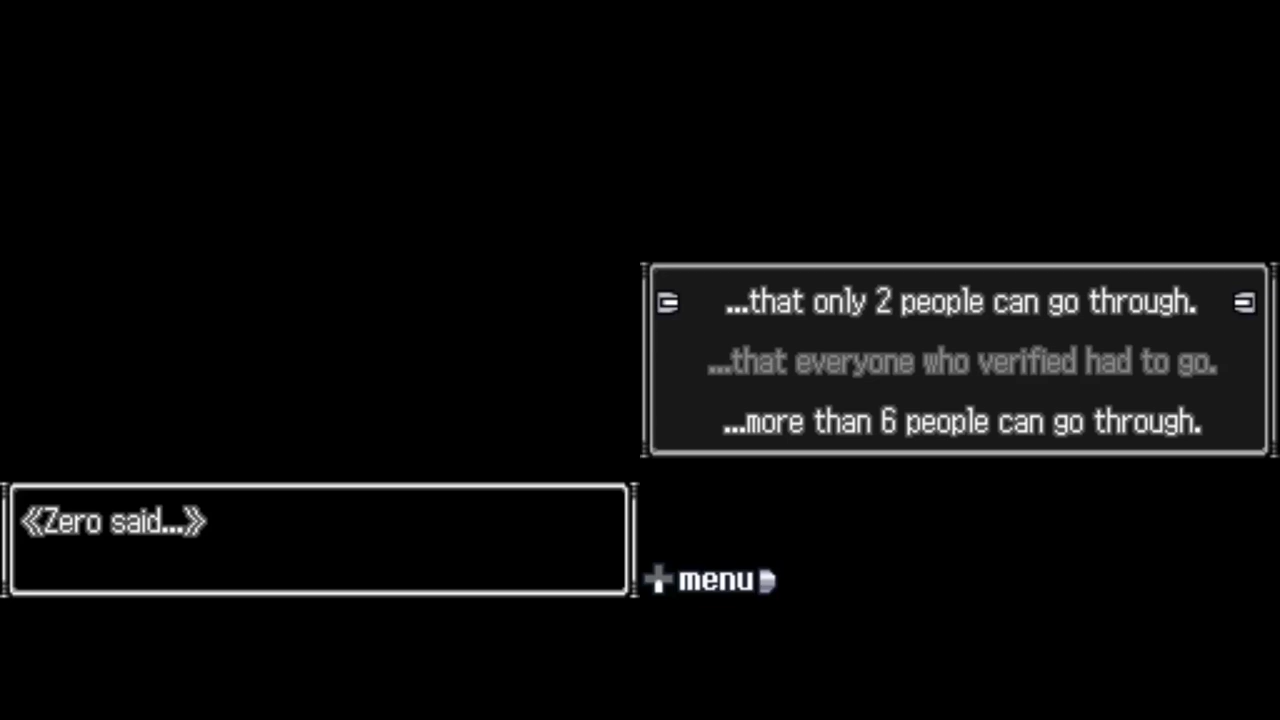 ...that only 2 people can go through.
...that everyone who verified had to go.
...more than 6 people can go through.
《Zero said...》
menu